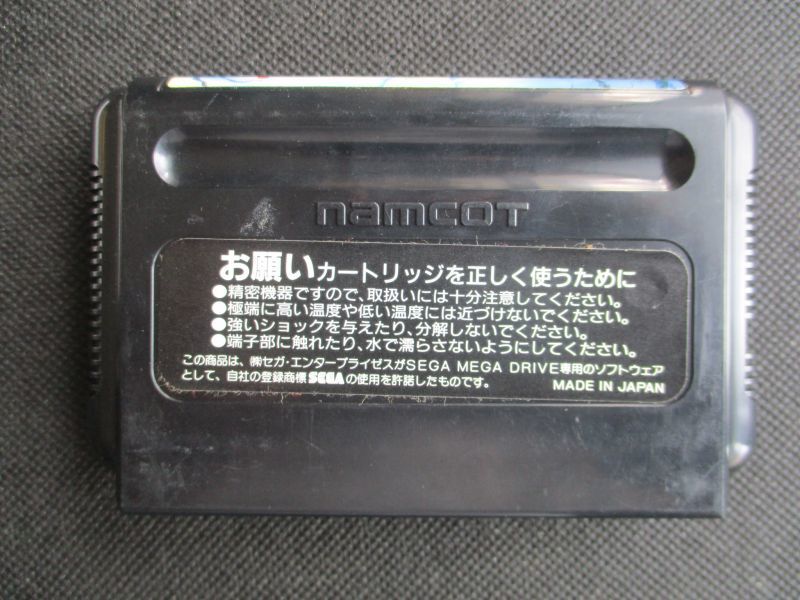 namcot
お願いカートリッジを正しく使うために
●精密機器ですので、取扱いには十分注意してください。
●極端に高い温度や低い温度には近づけないでください。
●強いショックを与えたり、分解しないでください。
●端子部に触れたり、水で濡らさないようにしてください。
この商品は、㈱セガ・エンタープライゼスがSEGA MEGA DRIVE専用のソフトウェア
として、自社の登録商標SEGAの使用を許諾したものです。
MADE IN JAPAN